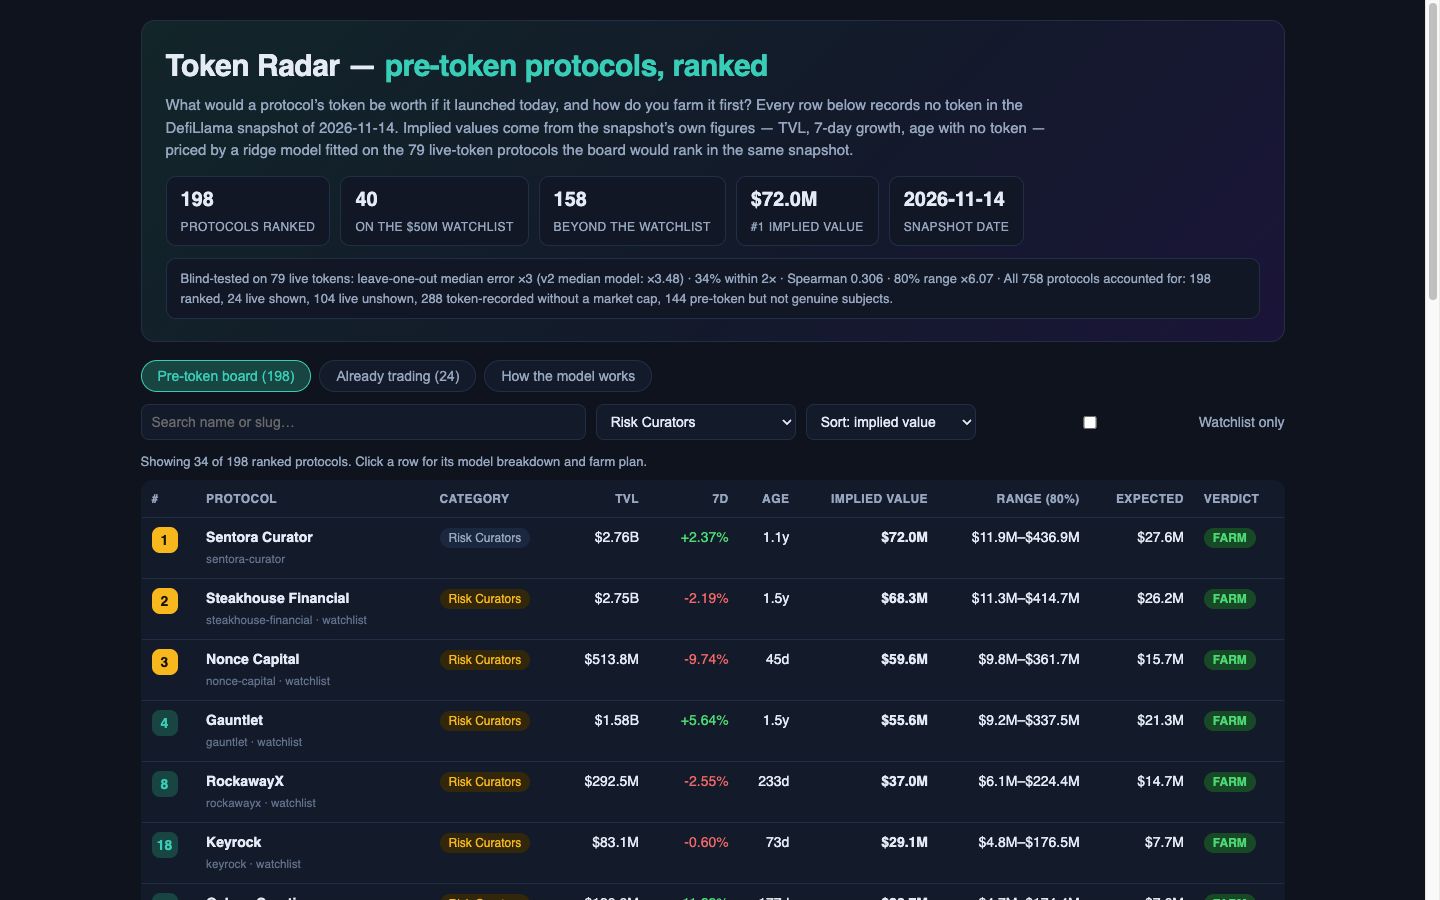 Token Radar — pre-token protocols, ranked
What would a protocol's token be worth if it launched today, and how do you farm it first? Every row below records no token in the
DefiLlama snapshot of 2026-11-14. Implied values come from the snapshot's own figures — TVL, 7-day growth, age with no token —
priced by a ridge model fitted on the 79 live-token protocols the board would rank in the same snapshot.
198 40 158 $72.0M 2026-11-14
PROTOCOLS RANKED ON THE $50M WATCHLIST BEYOND THE WATCHLIST #1 IMPLIED VALUE SNAPSHOT DATE
Blind-tested on 79 live tokens: leave-one-out median error ×3 (v2 median model: ×3.48) · 34% within 2× · Spearman 0.306 · 80% range ×6.07 · All 758 protocols accounted for: 198
ranked, 24 live shown, 104 live unshown, 288 token-recorded without a market cap, 144 pre-token but not genuine subjects.
Pre-token board (198) Already trading (24) How the model works
Search name or slug... Risk Curators Sort: implied value Watchlist only
Showing 34 of 198 ranked protocols. Click a row for its model breakdown and farm plan.
# PROTOCOL CATEGORY TVL 7D AGE IMPLIED VALUE RANGE (80%) EXPECTED VERDICT
1 Sentora Curator Risk Curators $2.76B +2.37% 1.1y $72.0M $11.9M–$436.9M $27.6M FARM
sentora-curator
2 Steakhouse Financial Risk Curators $2.75B -2.19% 1.5y $68.3M $11.3M–$414.7M $26.2M FARM
steakhouse-financial · watchlist
3 Nonce Capital Risk Curators $513.8M -9.74% 45d $59.6M $9.8M–$361.7M $15.7M FARM
nonce-capital · watchlist
4 Gauntlet Risk Curators $1.58B +5.64% 1.5y $55.6M $9.2M–$337.5M $21.3M FARM
gauntlet · watchlist
8 RockawayX Risk Curators $292.5M -2.55% 233d $37.0M $6.1M–$224.4M $14.7M FARM
rockawayx · watchlist
18 Keyrock Risk Curators $83.1M -0.60% 73d $29.1M $4.8M–$176.5M $7.7M FARM
keyrock · watchlist